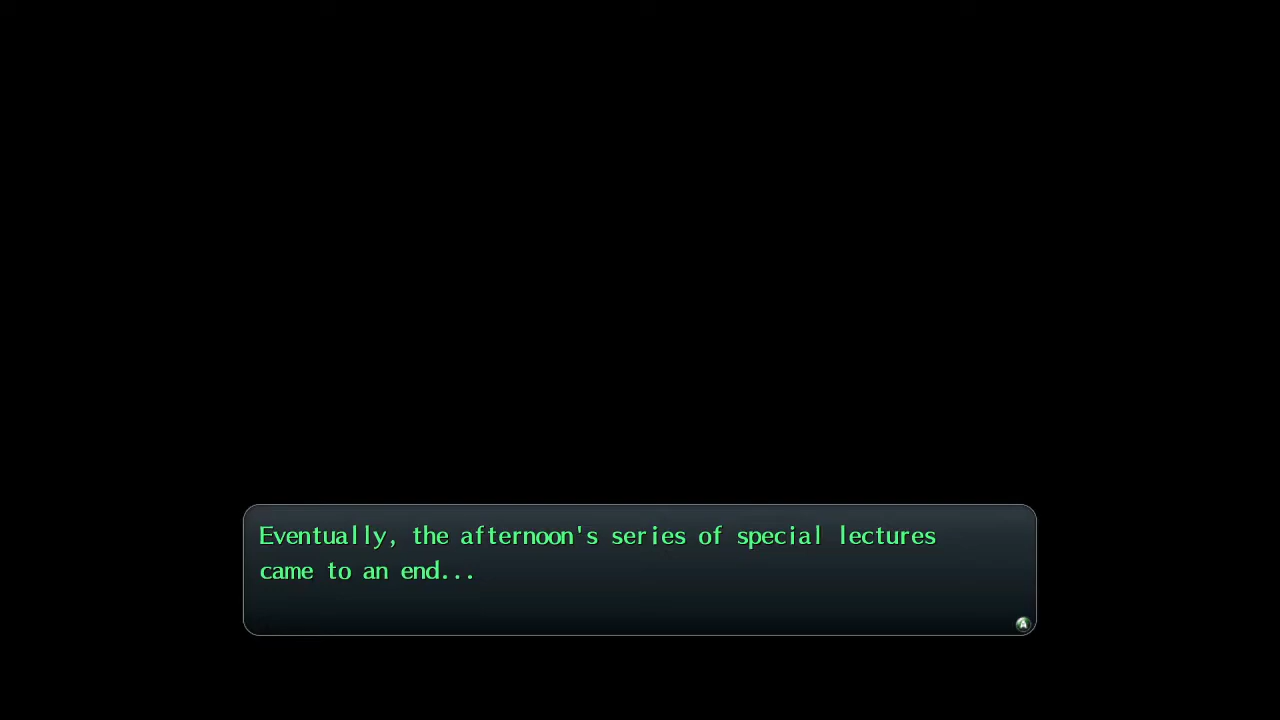 Eventually, the afternoon's series of special lectures
came to an end...
A